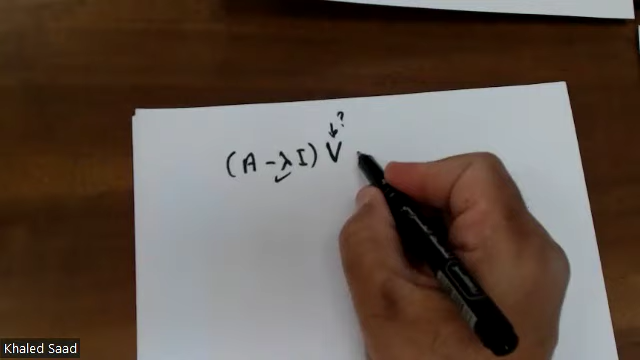 ?
↓
(A - λI) V
✓
Khaled Saad